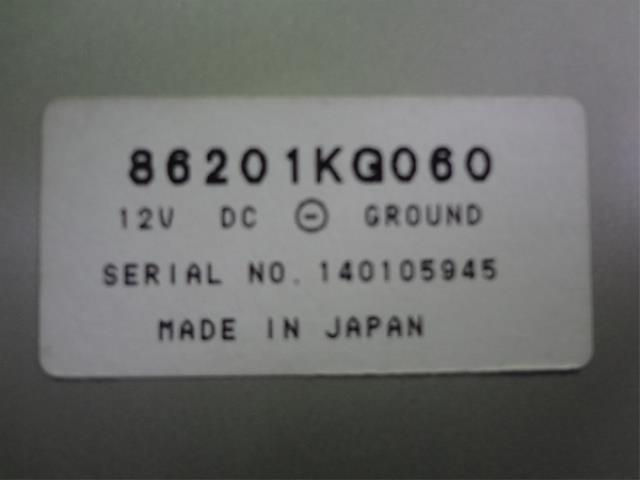 86201KG060
12V DC ⊖ GROUND
SERIAL NO. 140105945
MADE IN JAPAN